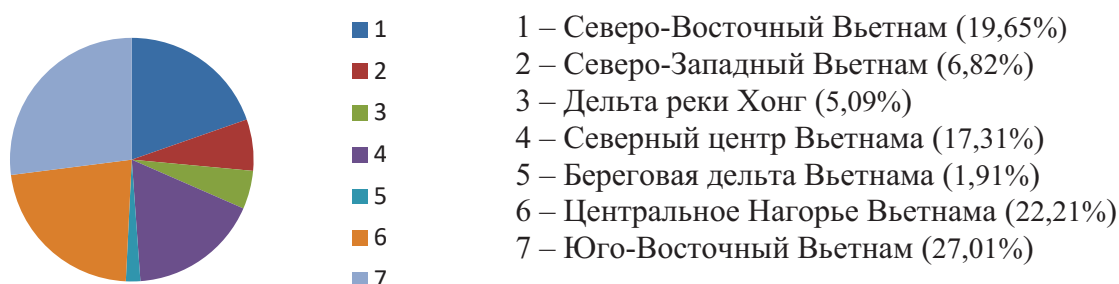 1
2
3
4
5
6
7
1 – Северо-Восточный Вьетнам (19,65%)
2 – Северо-Западный Вьетнам (6,82%)
3 – Дельта реки Хонг (5,09%)
4 – Северный центр Вьетнама (17,31%)
5 – Береговая дельта Вьетнама (1,91%)
6 – Центральное Нагорье Вьетнама (22,21%)
7 – Юго-Восточный Вьетнам (27,01%)